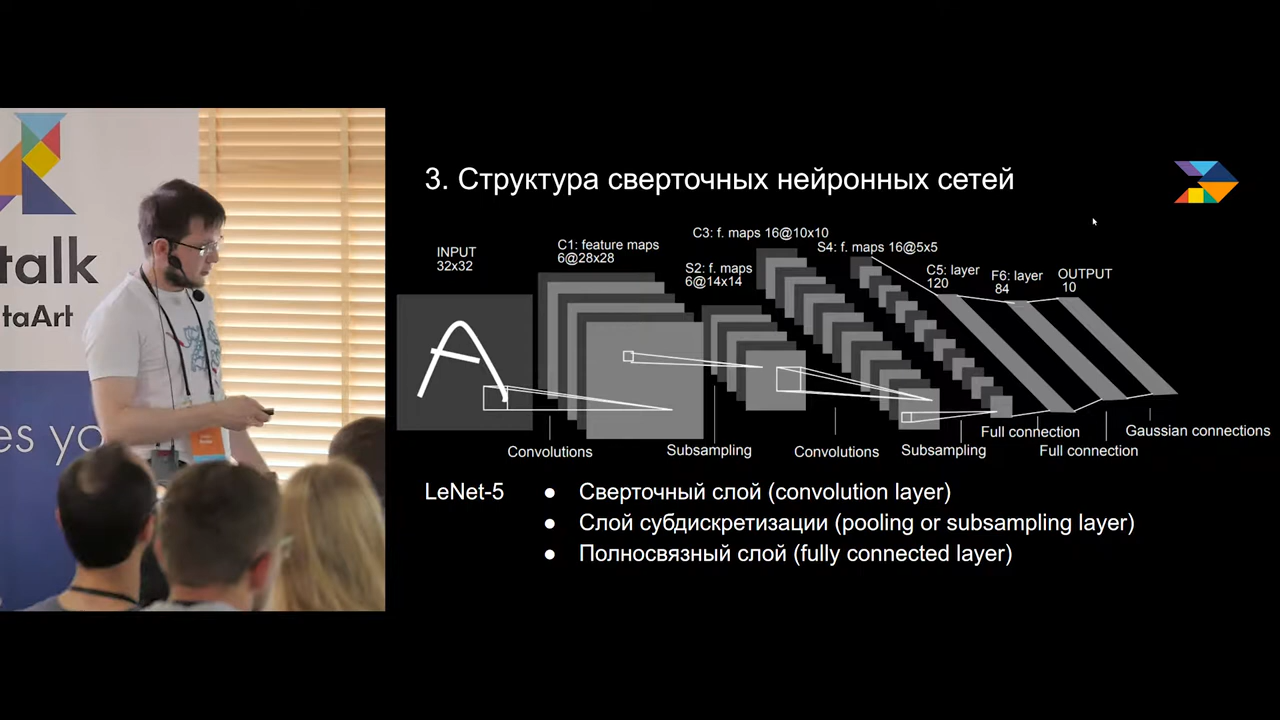 talk
taArt
es yo
3. Структура сверточных нейронных сетей
INPUT
32x32
C1: feature maps
6@28x28
S2: f. maps
6@14x14
C3: f. maps 16@10x10
S4: f. maps 16@5x5
C5: layer
120
F6: layer
84
OUTPUT
10
Convolutions
Subsampling
Convolutions
Subsampling
Full connection
Full connection
Gaussian connections
LeNet-5
● Сверточный слой (convolution layer)
● Слой субдискретизации (pooling or subsampling layer)
● Полносвязный слой (fully connected layer)